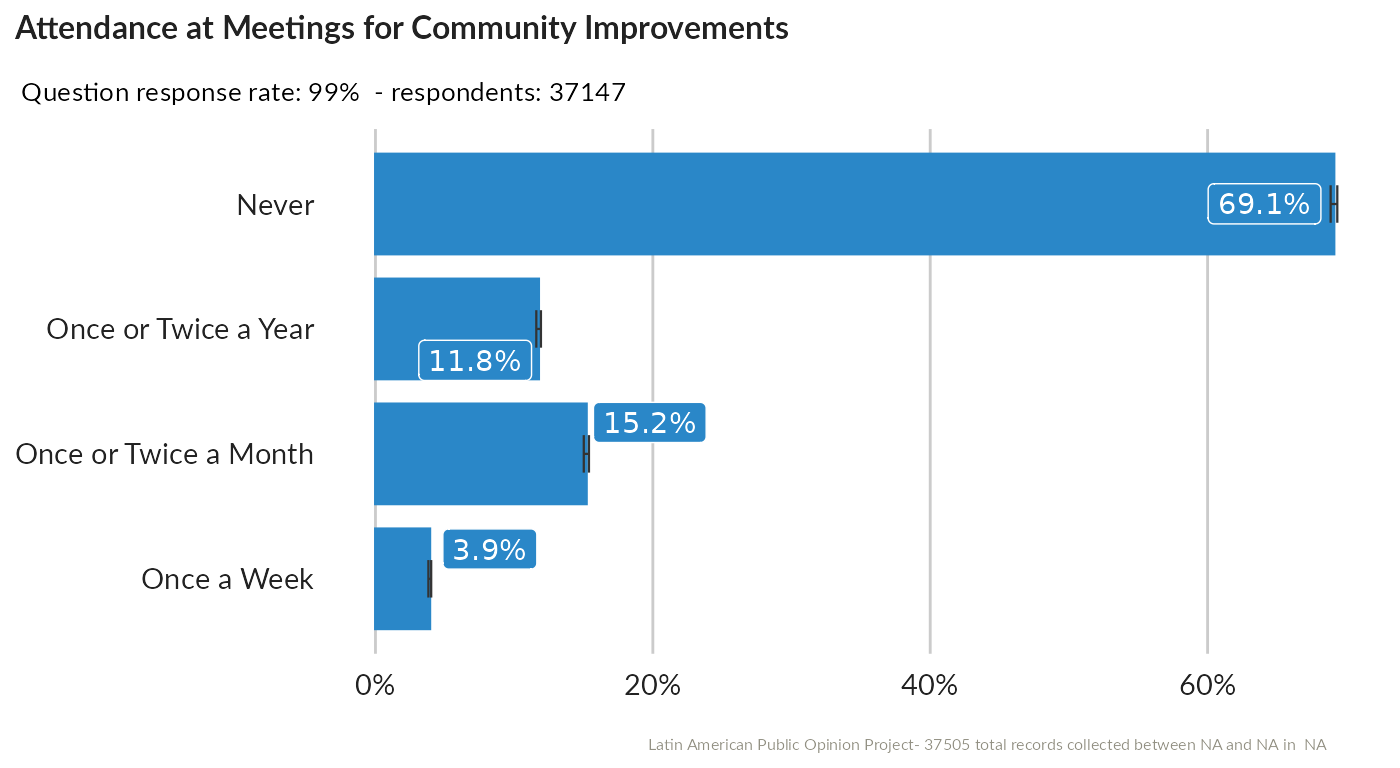 Attendance at Meetings for Community Improvements
Question response rate: 99%  - respondents: 37147
Never
69.1%
Once or Twice a Year
11.8%
Once or Twice a Month
15.2%
Once a Week
3.9%
0%
20%
40%
60%
Latin American Public Opinion Project- 37505 total records collected between NA and NA in  NA